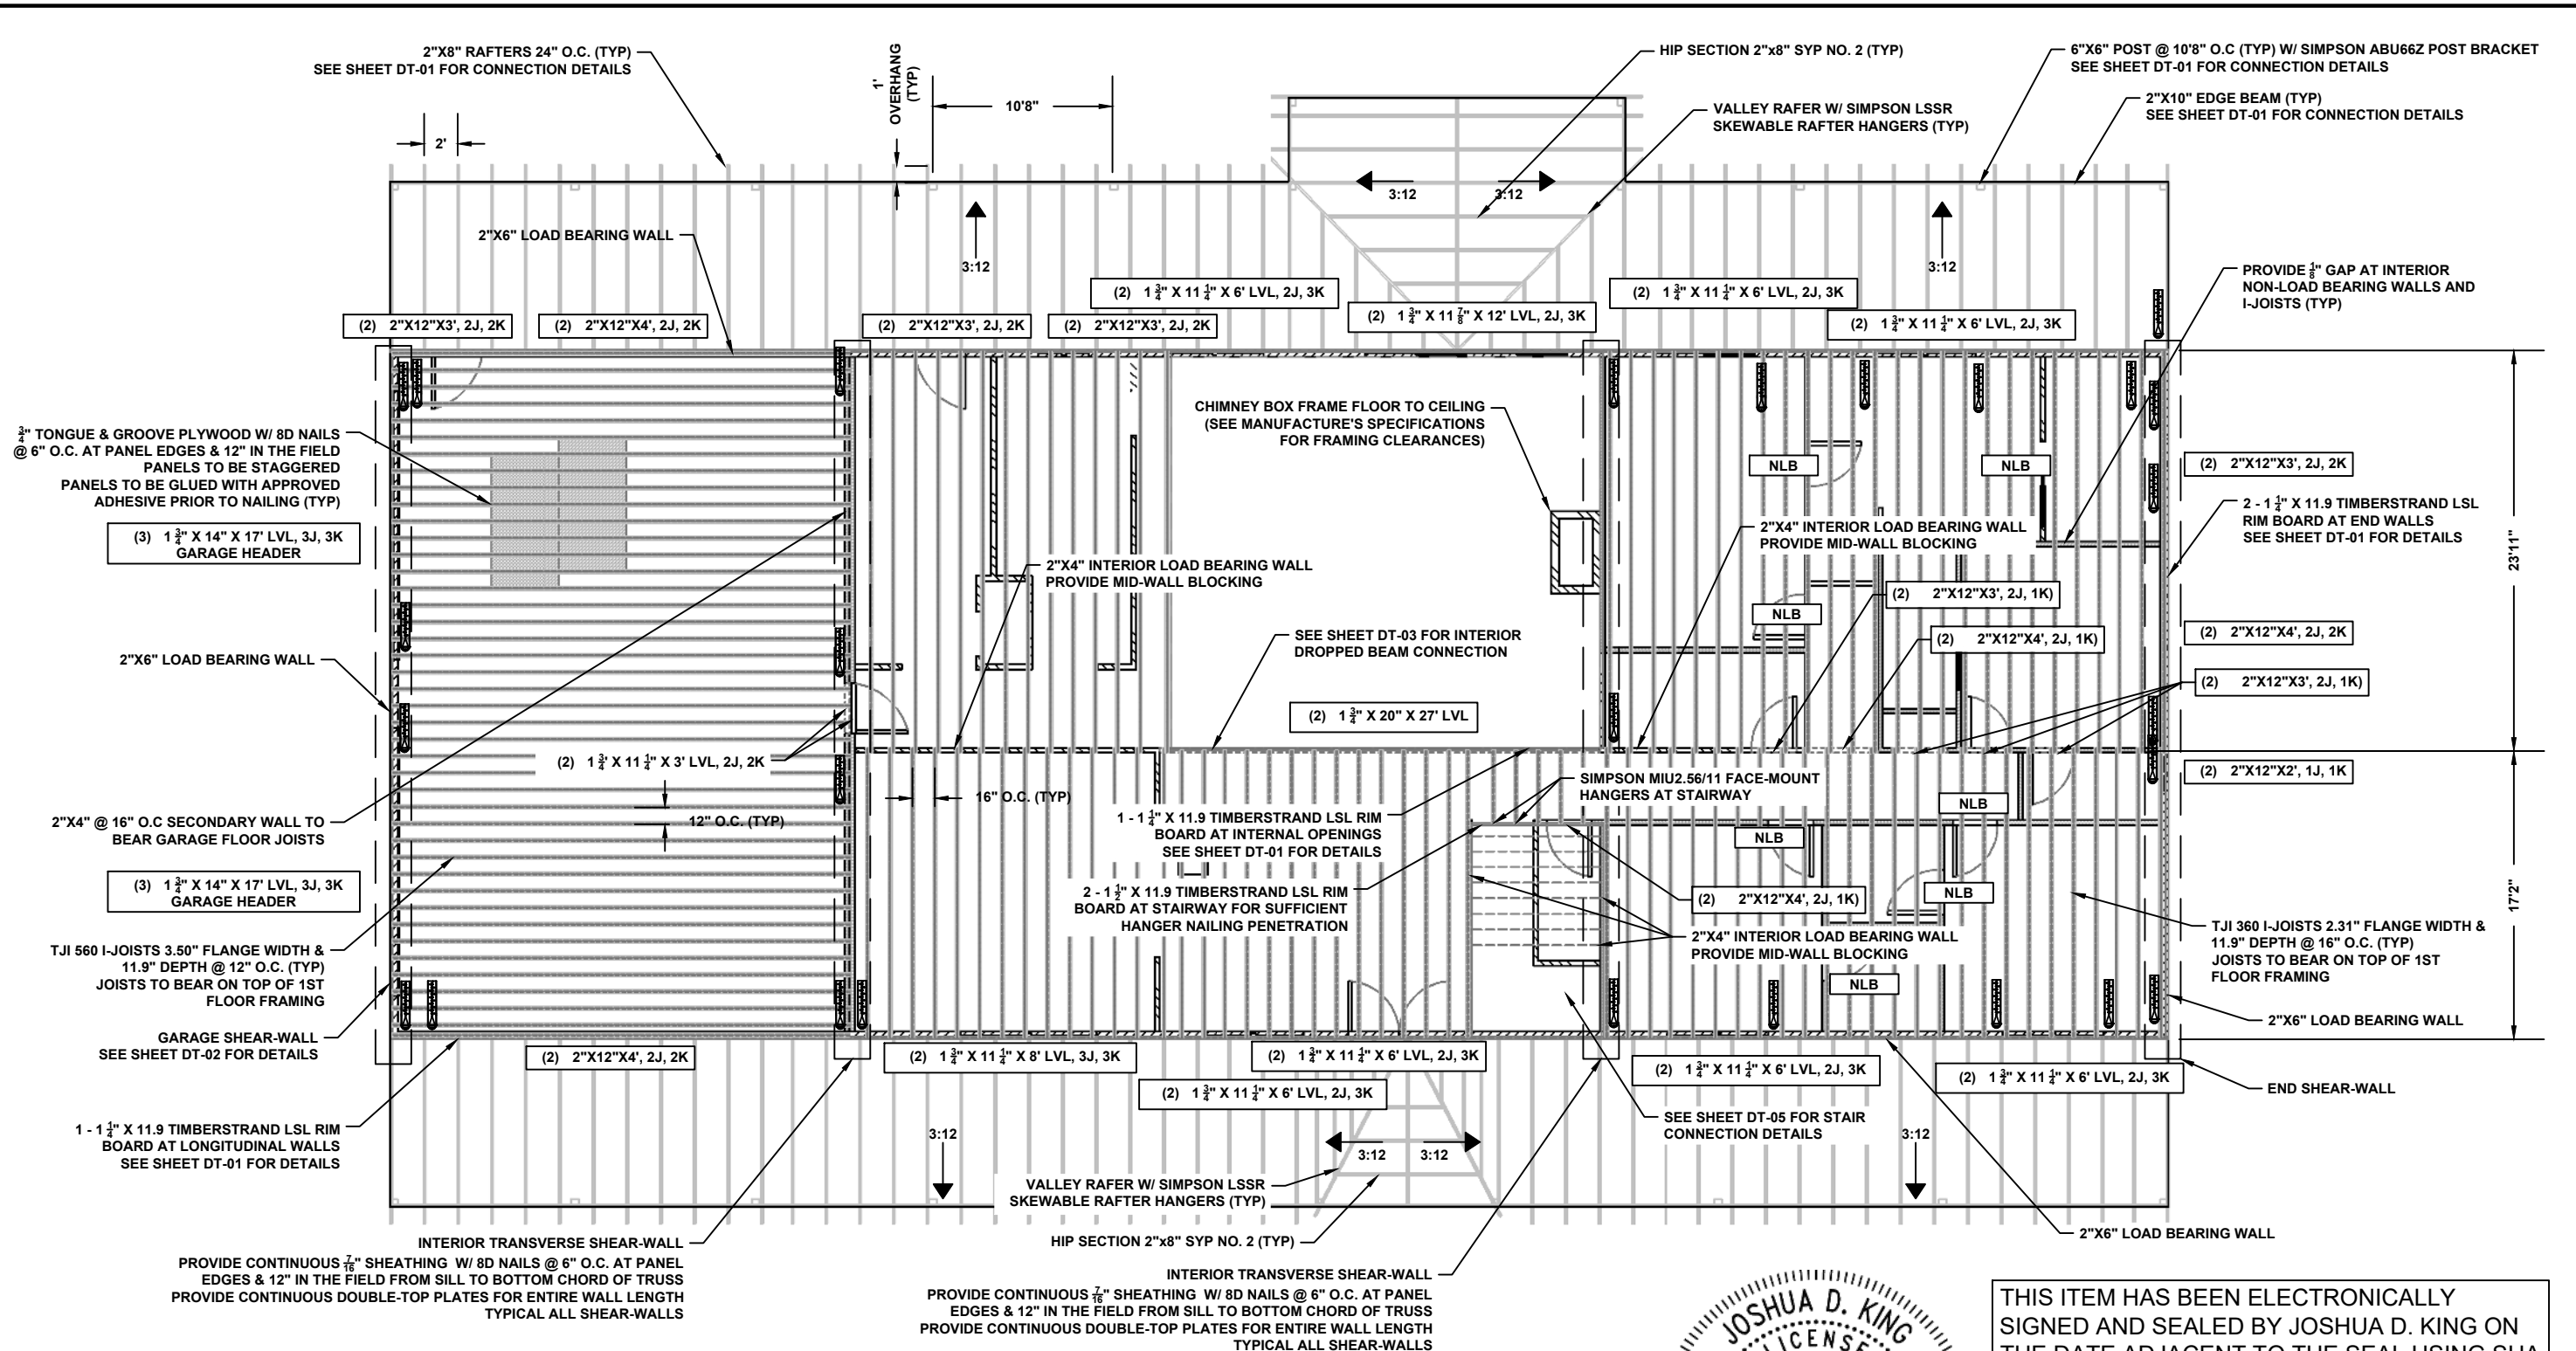 2"X8" RAFTERS 24" O.C. (TYP)
SEE SHEET DT-01 FOR CONNECTION DETAILS
1'
OVERHANG
(TYP)
10'8"
2'
HIP SECTION 2"x8" SYP NO. 2 (TYP)
VALLEY RAFER W/ SIMPSON LSSR
SKEWABLE RAFTER HANGERS (TYP)
6"X6" POST @ 10'8" O.C (TYP) W/ SIMPSON ABU66Z POST BRACKET
SEE SHEET DT-01 FOR CONNECTION DETAILS
2"X10" EDGE BEAM (TYP)
SEE SHEET DT-01 FOR CONNECTION DETAILS
3:12
3:12
3:12
3:12
2"X6" LOAD BEARING WALL
PROVIDE 1/8" GAP AT INTERIOR
NON-LOAD BEARING WALLS AND
I-JOISTS (TYP)
(2) 1 3/4" X 11 1/4" X 6' LVL, 2J, 3K
(2) 1 3/4" X 11 7/8" X 12' LVL, 2J, 3K
(2) 1 3/4" X 11 1/4" X 6' LVL, 2J, 3K
(2) 1 3/4" X 11 1/4" X 6' LVL, 2J, 3K
(2) 2"X12"X3', 2J, 2K
(2) 2"X12"X4', 2J, 2K
(2) 2"X12"X3', 2J, 2K
(2) 2"X12"X3', 2J, 2K
CHIMNEY BOX FRAME FLOOR TO CEILING
(SEE MANUFACTURE'S SPECIFICATIONS
FOR FRAMING CLEARANCES)
3/4" TONGUE & GROOVE PLYWOOD W/ 8D NAILS
@ 6" O.C. AT PANEL EDGES & 12" IN THE FIELD
PANELS TO BE STAGGERED
PANELS TO BE GLUED WITH APPROVED
ADHESIVE PRIOR TO NAILING (TYP)
(3) 1 3/4" X 14" X 17' LVL, 3J, 3K
GARAGE HEADER
NLB
NLB
(2) 2"X12"X3', 2J, 2K
2 - 1 1/4" X 11.9 TIMBERSTRAND LSL
RIM BOARD AT END WALLS
SEE SHEET DT-01 FOR DETAILS
23'11"
2"X4" INTERIOR LOAD BEARING WALL
PROVIDE MID-WALL BLOCKING
2"X4" INTERIOR LOAD BEARING WALL
PROVIDE MID-WALL BLOCKING
(2) 2"X12"X3', 2J, 1K)
NLB
(2) 2"X12"X4', 2J, 1K)
(2) 2"X12"X4', 2J, 2K
SEE SHEET DT-03 FOR INTERIOR
DROPPED BEAM CONNECTION
2"X6" LOAD BEARING WALL
(2) 2"X12"X3', 2J, 1K)
(2) 1 3/4" X 20" X 27' LVL
(2) 1 3/4' X 11 1/4" X 3' LVL, 2J, 2K
(2) 2"X12"X2', 1J, 1K
16" O.C. (TYP)
SIMPSON MIU2.56/11 FACE-MOUNT
HANGERS AT STAIRWAY
12" O.C. (TYP)
2"X4" @ 16" O.C SECONDARY WALL TO
BEAR GARAGE FLOOR JOISTS
1 - 1 1/4" X 11.9 TIMBERSTRAND LSL RIM
BOARD AT INTERNAL OPENINGS
SEE SHEET DT-01 FOR DETAILS
NLB
NLB
(3) 1 3/4" X 14" X 17' LVL, 3J, 3K
GARAGE HEADER
2 - 1 1/2" X 11.9 TIMBERSTRAND LSL RIM
BOARD AT STAIRWAY FOR SUFFICIENT
HANGER NAILING PENETRATION
(2) 2"X12"X4', 2J, 1K)
NLB
17'2"
2"X4" INTERIOR LOAD BEARING WALL
PROVIDE MID-WALL BLOCKING
TJI 360 I-JOISTS 2.31" FLANGE WIDTH &
11.9" DEPTH @ 16" O.C. (TYP)
JOISTS TO BEAR ON TOP OF 1ST
FLOOR FRAMING
TJI 560 I-JOISTS 3.50" FLANGE WIDTH &
11.9" DEPTH @ 12" O.C. (TYP)
JOISTS TO BEAR ON TOP OF 1ST
FLOOR FRAMING
NLB
GARAGE SHEAR-WALL
SEE SHEET DT-02 FOR DETAILS
2"X6" LOAD BEARING WALL
(2) 2"X12"X4', 2J, 2K
(2) 1 3/4" X 11 1/4" X 8' LVL, 3J, 3K
(2) 1 3/4" X 11 1/4" X 6' LVL, 2J, 3K
(2) 1 3/4" X 11 1/4" X 6' LVL, 2J, 3K
(2) 1 3/4" X 11 1/4" X 6' LVL, 2J, 3K
(2) 1 3/4" X 11 1/4" X 6' LVL, 2J, 3K
END SHEAR-WALL
SEE SHEET DT-05 FOR STAIR
CONNECTION DETAILS
1 - 1 1/4" X 11.9 TIMBERSTRAND LSL RIM
BOARD AT LONGITUDINAL WALLS
SEE SHEET DT-01 FOR DETAILS
3:12
3:12
3:12
3:12
VALLEY RAFER W/ SIMPSON LSSR
SKEWABLE RAFTER HANGERS (TYP)
HIP SECTION 2"x8" SYP NO. 2 (TYP)
2"X6" LOAD BEARING WALL
INTERIOR TRANSVERSE SHEAR-WALL
PROVIDE CONTINUOUS 7/16" SHEATHING W/ 8D NAILS @ 6" O.C. AT PANEL
EDGES & 12" IN THE FIELD FROM SILL TO BOTTOM CHORD OF TRUSS
PROVIDE CONTINUOUS DOUBLE-TOP PLATES FOR ENTIRE WALL LENGTH
TYPICAL ALL SHEAR-WALLS
INTERIOR TRANSVERSE SHEAR-WALL
PROVIDE CONTINUOUS 7/16" SHEATHING W/ 8D NAILS @ 6" O.C. AT PANEL
EDGES & 12" IN THE FIELD FROM SILL TO BOTTOM CHORD OF TRUSS
PROVIDE CONTINUOUS DOUBLE-TOP PLATES FOR ENTIRE WALL LENGTH
TYPICAL ALL SHEAR-WALLS
JOSHUA D. KING
LICENSE
THIS ITEM HAS BEEN ELECTRONICALLY
SIGNED AND SEALED BY JOSHUA D. KING ON
THE DATE ADJACENT TO THE SEAL USING SHA